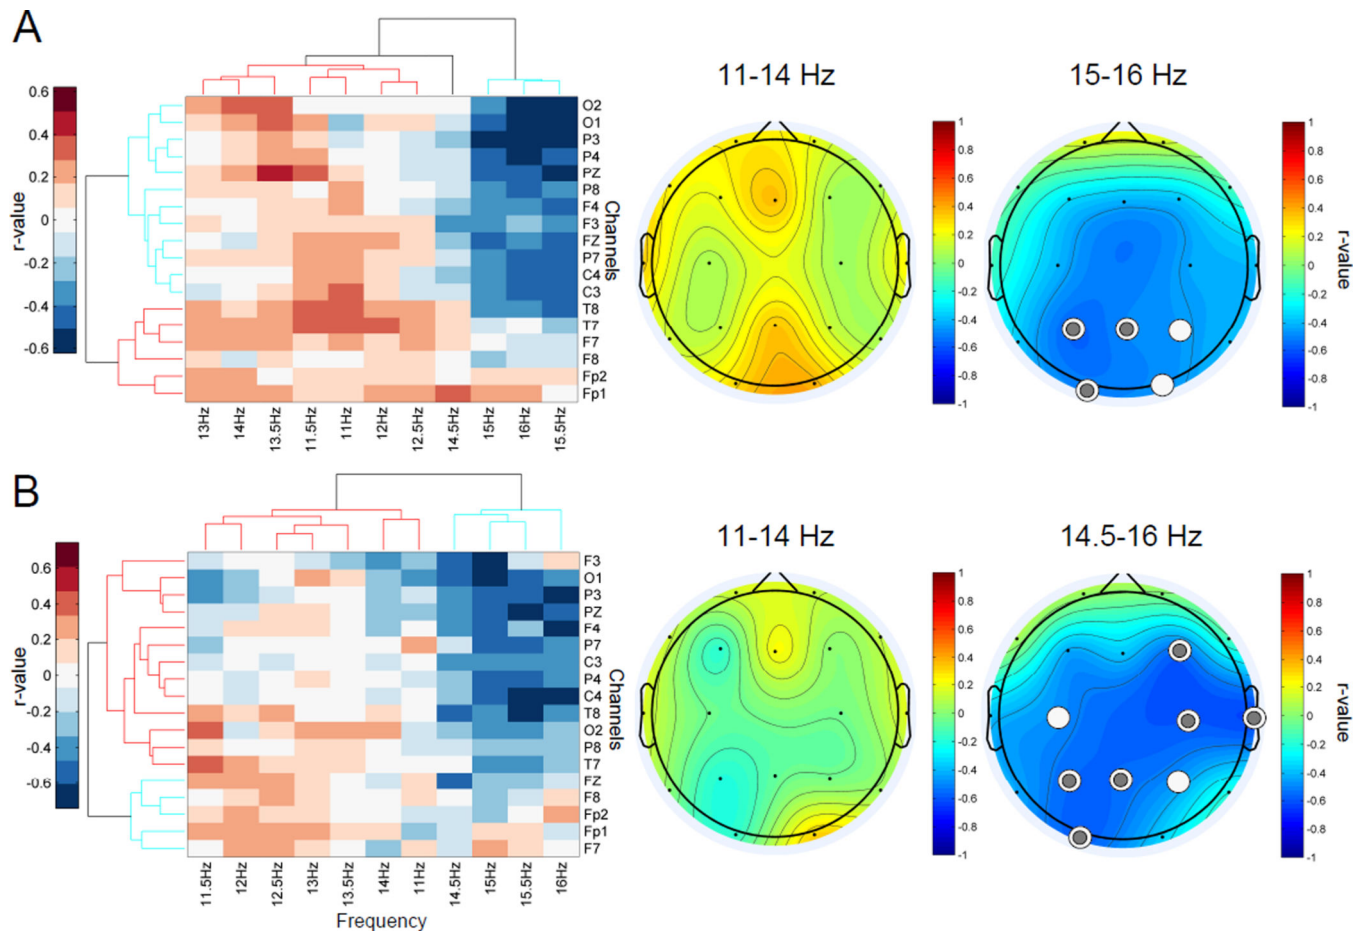 A
11-14 Hz
15-16 Hz
r-value
0.6
0.4
0.2
0
-0.2
-0.4
-0.6
O2
O1
P3
P4
PZ
P8
F4
F3
FZ
P7
C4
C3
T8
T7
F7
F8
Fp2
Fp1
Channels
13Hz
14Hz
13.5Hz
11.5Hz
11Hz
12Hz
12.5Hz
14.5Hz
15Hz
16Hz
15.5Hz
1
0.8
0.6
0.4
0.2
0
-0.2
-0.4
-0.6
-0.8
-1
1
0.8
0.6
0.4
0.2
0
-0.2
-0.4
-0.6
-0.8
-1
r-value
B
11-14 Hz
14.5-16 Hz
r-value
0.6
0.4
0.2
0
-0.2
-0.4
-0.6
F3
O1
P3
PZ
F4
P7
C3
P4
C4
T8
O2
P8
T7
FZ
F8
Fp2
Fp1
F7
Channels
11.5Hz
12Hz
12.5Hz
13Hz
13.5Hz
14Hz
11Hz
14.5Hz
15Hz
15.5Hz
16Hz
Frequency
1
0.8
0.6
0.4
0.2
0
-0.2
-0.4
-0.6
-0.8
-1
1
0.8
0.6
0.4
0.2
0
-0.2
-0.4
-0.6
-0.8
-1
r-value